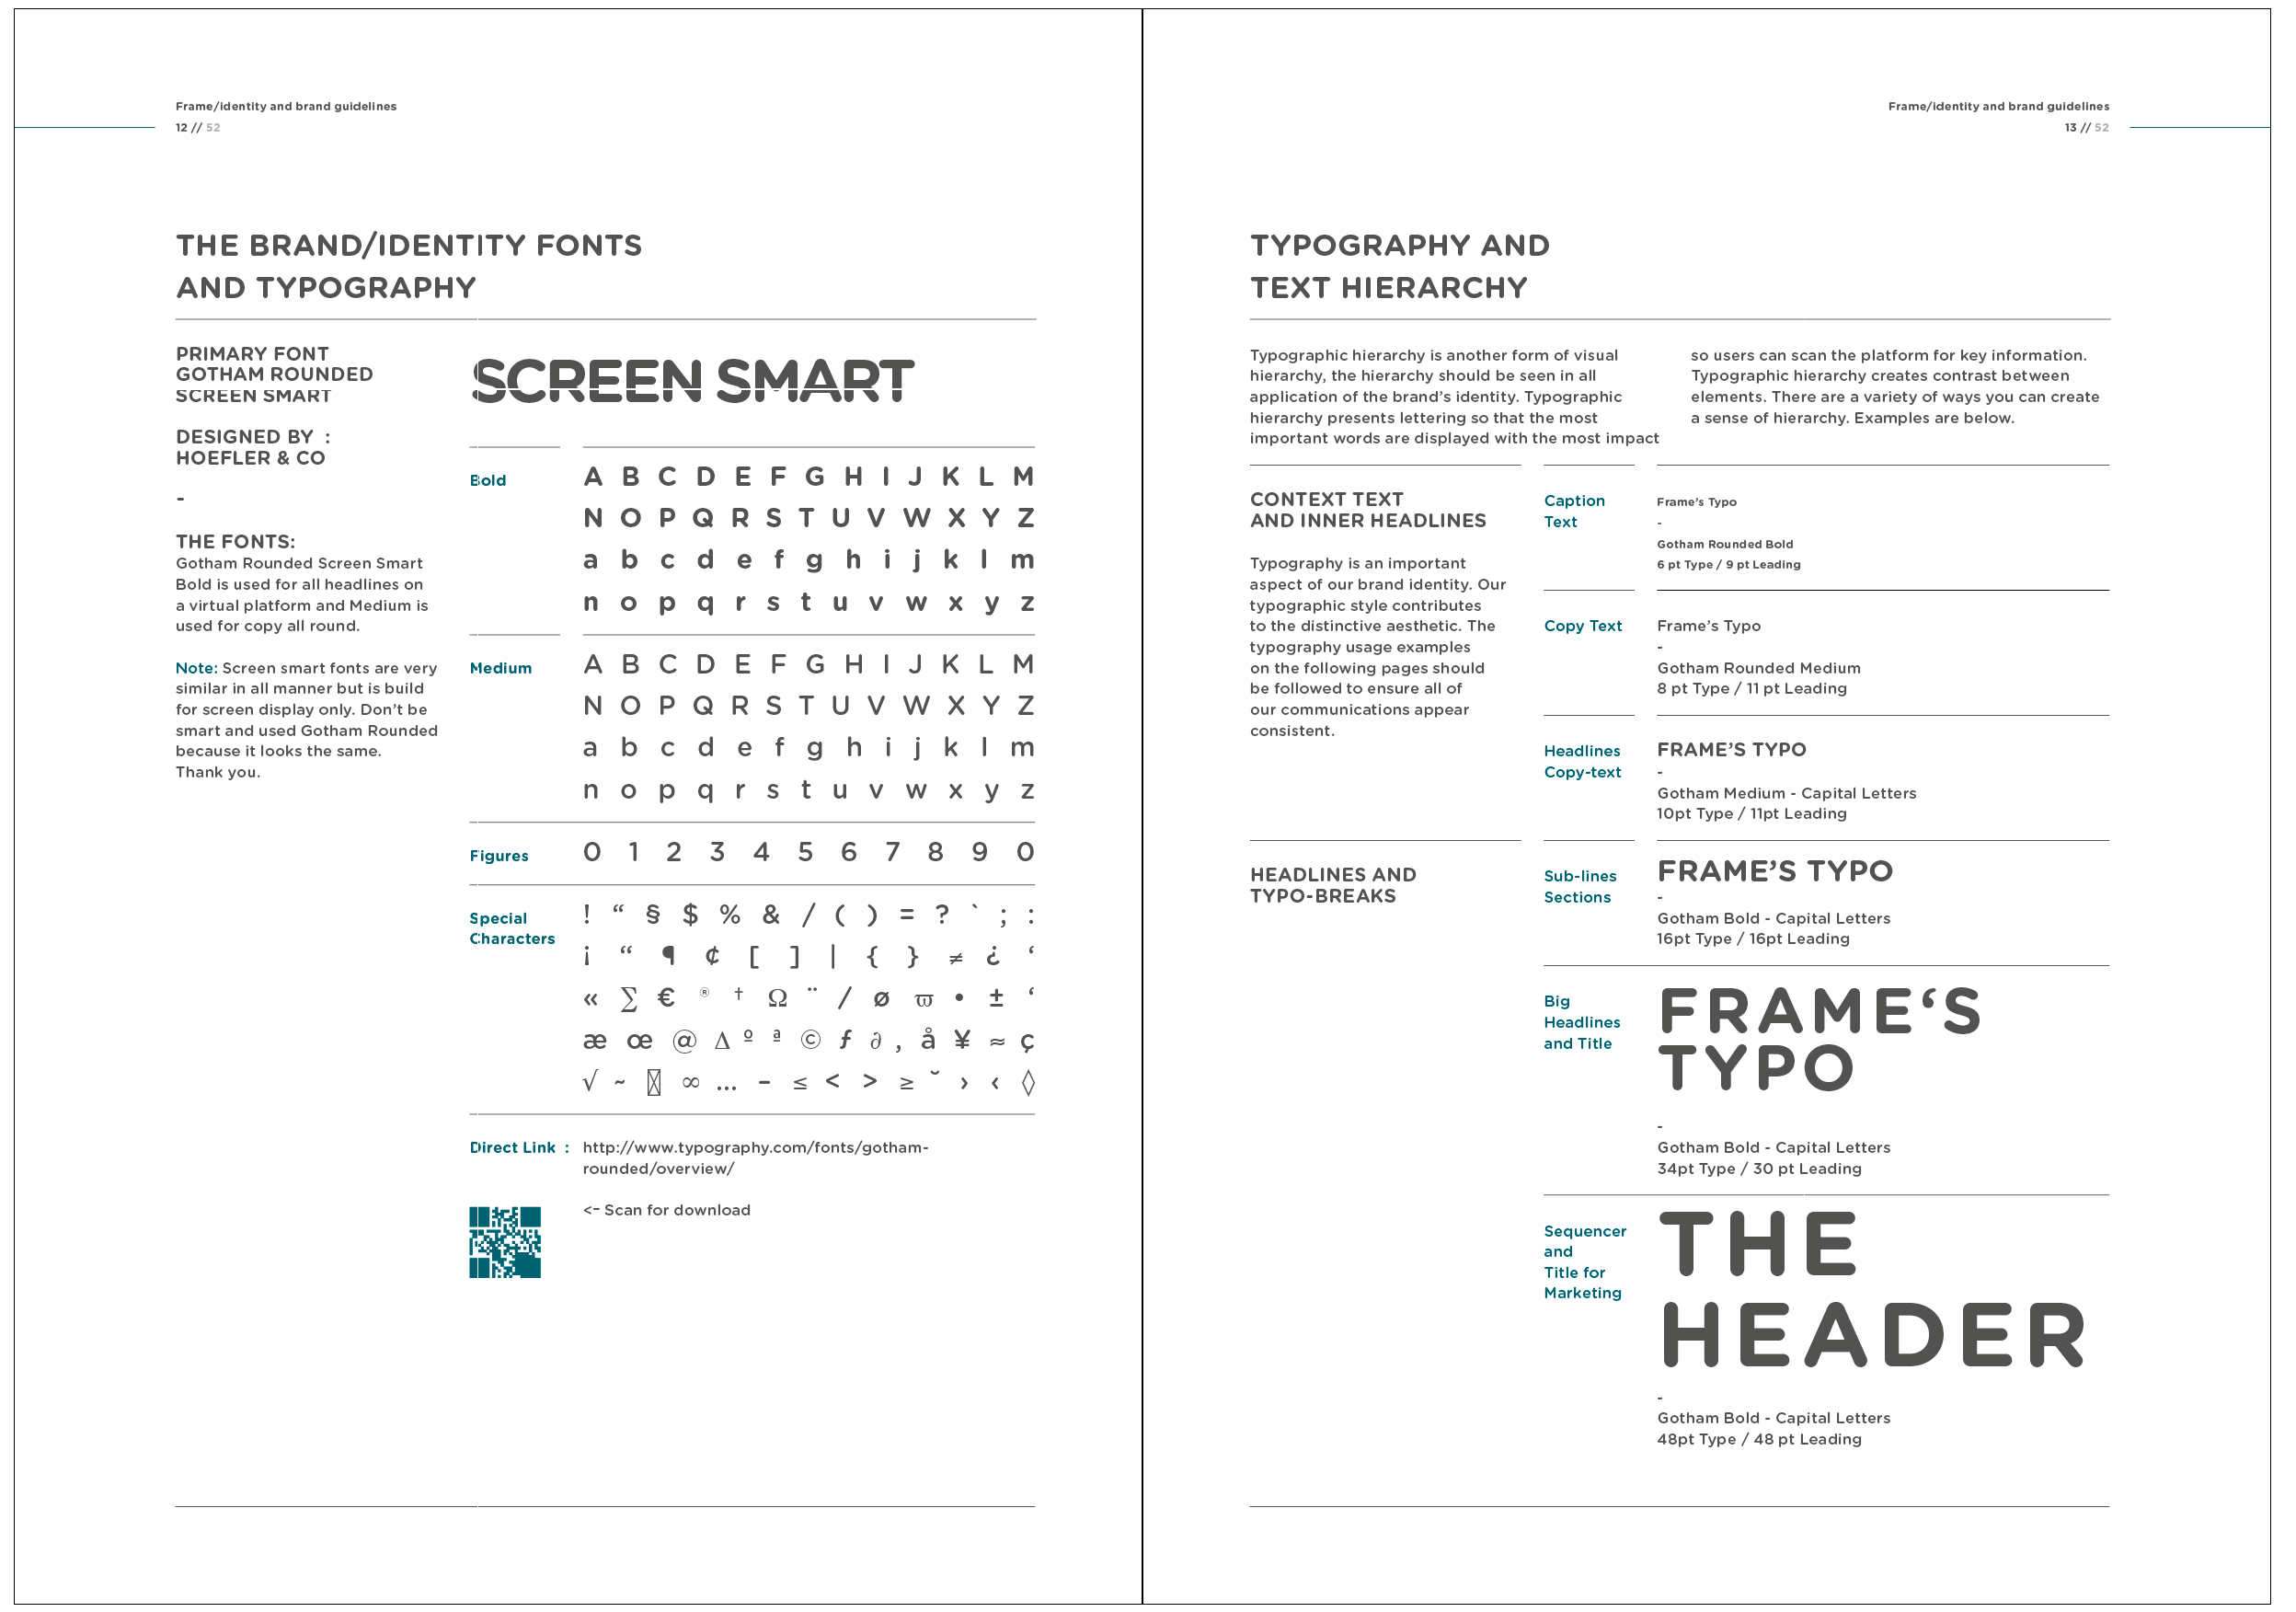 Frame/identity and brand guidelines
12 // 52
THE BRAND/IDENTITY FONTS
AND TYPOGRAPHY
PRIMARY FONT
GOTHAM ROUNDED
SCREEN SMART
DESIGNED BY :
HOEFLER & CO
-
THE FONTS:
Gotham Rounded Screen Smart
Bold is used for all headlines on
a virtual platform and Medium is
used for copy all round.
Note: Screen smart fonts are very
similar in all manner but is build
for screen display only. Don’t be
smart and used Gotham Rounded
because it looks the same.
Thank you.
SCREEN SMART
Bold
A B C D E F G H I J K L M
N O P Q R S T U V W X Y Z
a b c d e f g h i j k l m
n o p q r s t u v w x y z
Medium
A B C D E F G H I J K L M
N O P Q R S T U V W X Y Z
a b c d e f g h i j k l m
n o p q r s t u v w x y z
Figures
0 1 2 3 4 5 6 7 8 9 0
Special
Characters
! “ § $ % & / ( ) = ? ` ; :
¡ “ ¶ ¢ [ ] | { } ≠ ¿ ‘
« ∑ € ® † Ω ¨ / ø ϖ • ± ‘
æ œ @ ∆ º ª © ƒ ∂ , å ¥ ≈ ç
√ ~ ∞ … – ≤ < > ≥ ˘ › ‹ ◊
Direct Link :
http://www.typography.com/fonts/gotham-
rounded/overview/
<– Scan for download
Frame/identity and brand guidelines
13 // 52
TYPOGRAPHY AND
TEXT HIERARCHY
Typographic hierarchy is another form of visual
hierarchy, the hierarchy should be seen in all
application of the brand’s identity. Typographic
hierarchy presents lettering so that the most
important words are displayed with the most impact
so users can scan the platform for key information.
Typographic hierarchy creates contrast between
elements. There are a variety of ways you can create
a sense of hierarchy. Examples are below.
CONTEXT TEXT
AND INNER HEADLINES
Typography is an important
aspect of our brand identity. Our
typographic style contributes
to the distinctive aesthetic. The
typography usage examples
on the following pages should
be followed to ensure all of
our communications appear
consistent.
Caption
Text
Frame’s Typo
-
Gotham Rounded Bold
6 pt Type / 9 pt Leading
Copy Text
Frame’s Typo
-
Gotham Rounded Medium
8 pt Type / 11 pt Leading
Headlines
Copy-text
FRAME’S TYPO
-
Gotham Medium - Capital Letters
10pt Type / 11pt Leading
HEADLINES AND
TYPO-BREAKS
Sub-lines
Sections
FRAME’S TYPO
-
Gotham Bold - Capital Letters
16pt Type / 16pt Leading
Big
Headlines
and Title
FRAME‘S
TYPO
-
Gotham Bold - Capital Letters
34pt Type / 30 pt Leading
Sequencer
and
Title for
Marketing
THE
HEADER
-
Gotham Bold - Capital Letters
48pt Type / 48 pt Leading